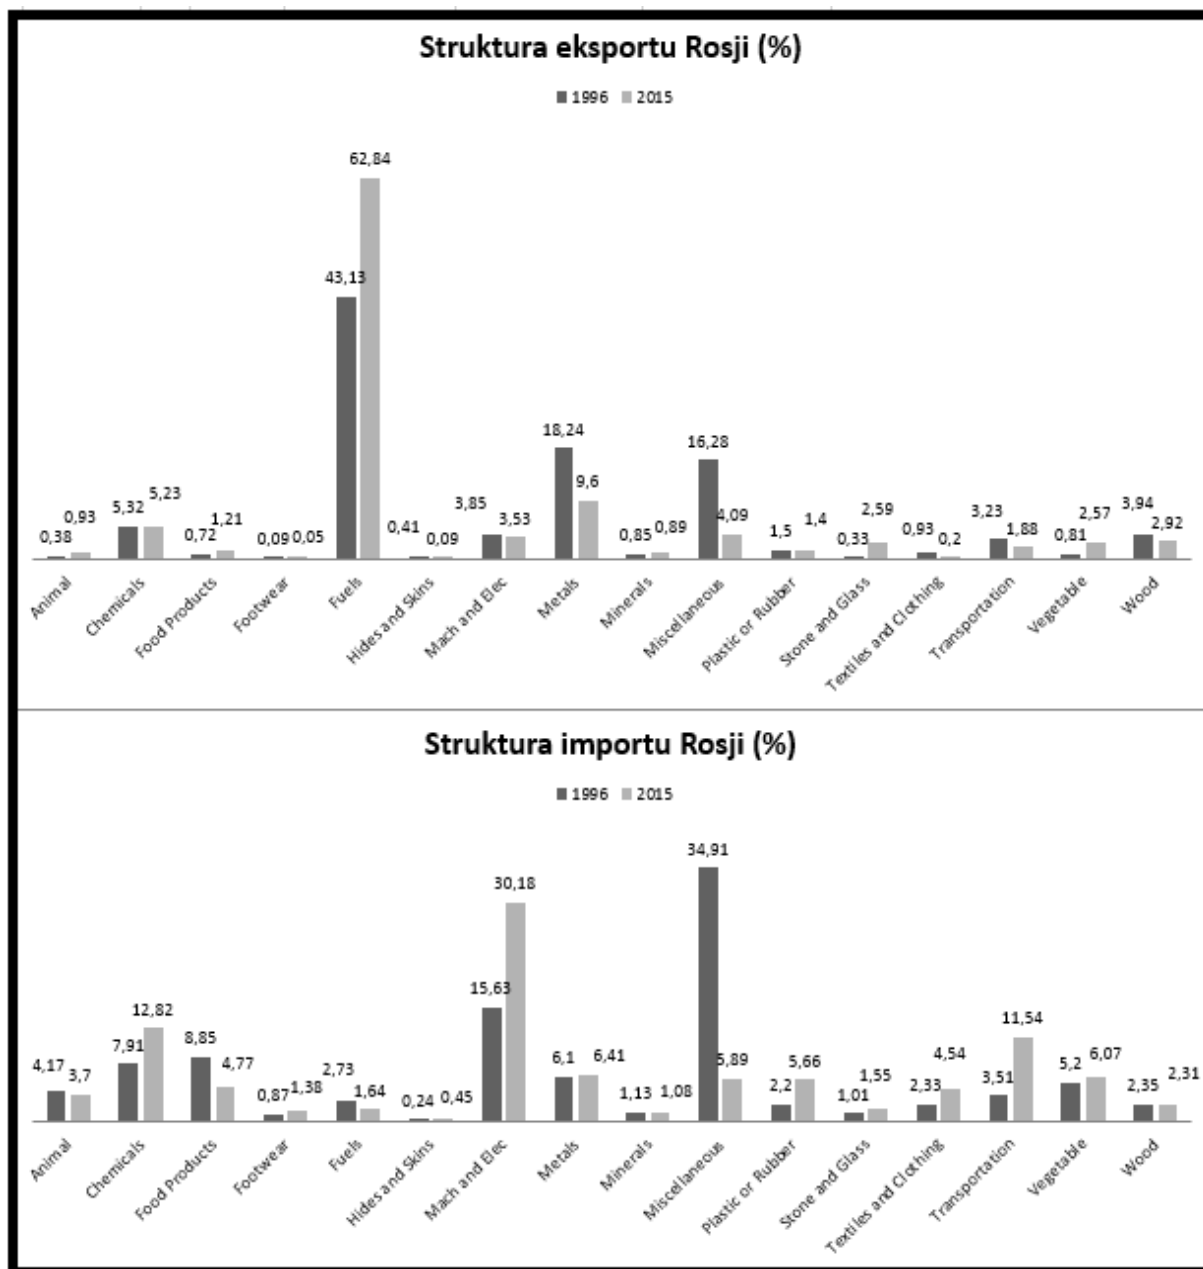 Struktura eksportu Rosji (%)
1996 2015
62,84
43,13
18,24
16,28
9,6
5,32 5,23
3,85 3,53
4,09
3,94 2,92
3,23 1,88
2,59
2,57
0,38 0,93
0,72 1,21
0,09 0,05
0,41 0,09
0,85 0,89
1,5 1,4
0,33
0,93 0,2
0,81
Animal
Chemicals
Food Products
Footwear
Fuels
Hides and Skins
Mach and Elec
Metals
Minerals
Miscellaneous
Plastic or Rubber
Stone and Glass
Textiles and Clothing
Transportation
Vegetable
Wood
Struktura importu Rosji (%)
1996 2015
34,91
30,18
15,63
12,82
11,54
4,17 3,7
7,91
8,85 4,77
0,87 1,38
2,73 1,64
0,24 0,45
6,1 6,41
1,13 1,08
5,89
2,2 5,66
1,01 1,55
2,33 4,54
3,51
5,2 6,07
2,35 2,31
Animal
Chemicals
Food Products
Footwear
Fuels
Hides and Skins
Mach and Elec
Metals
Minerals
Miscellaneous
Plastic or Rubber
Stone and Glass
Textiles and Clothing
Transportation
Vegetable
Wood